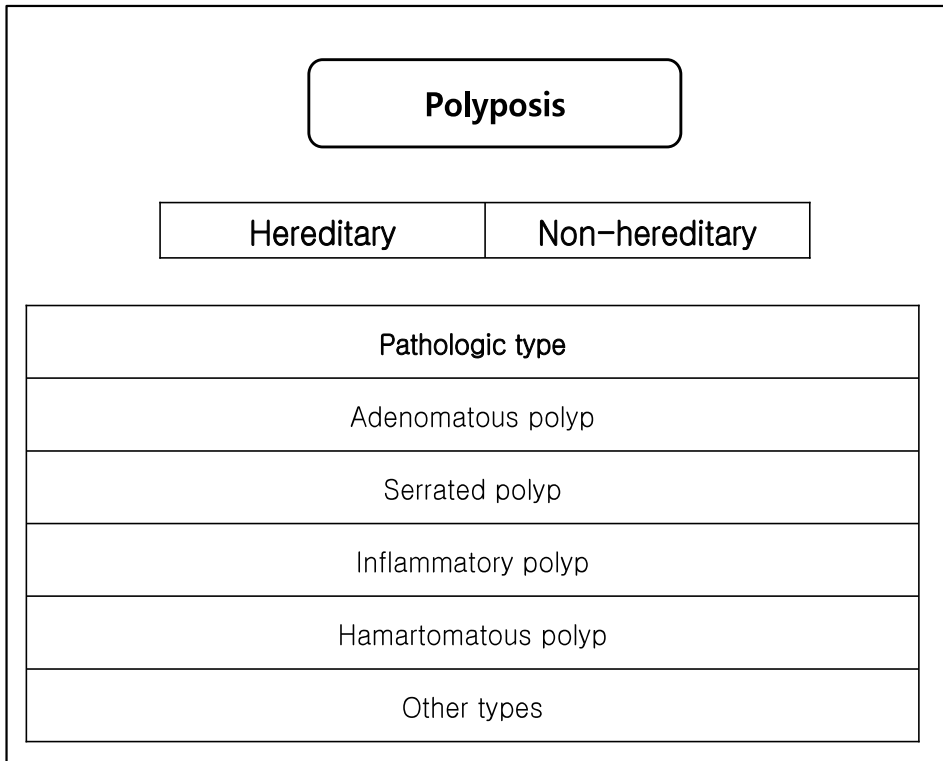 Polyposis
Hereditary
Non-hereditary
Pathologic type
Adenomatous polyp
Serrated polyp
Inflammatory polyp
Hamartomatous polyp
Other types